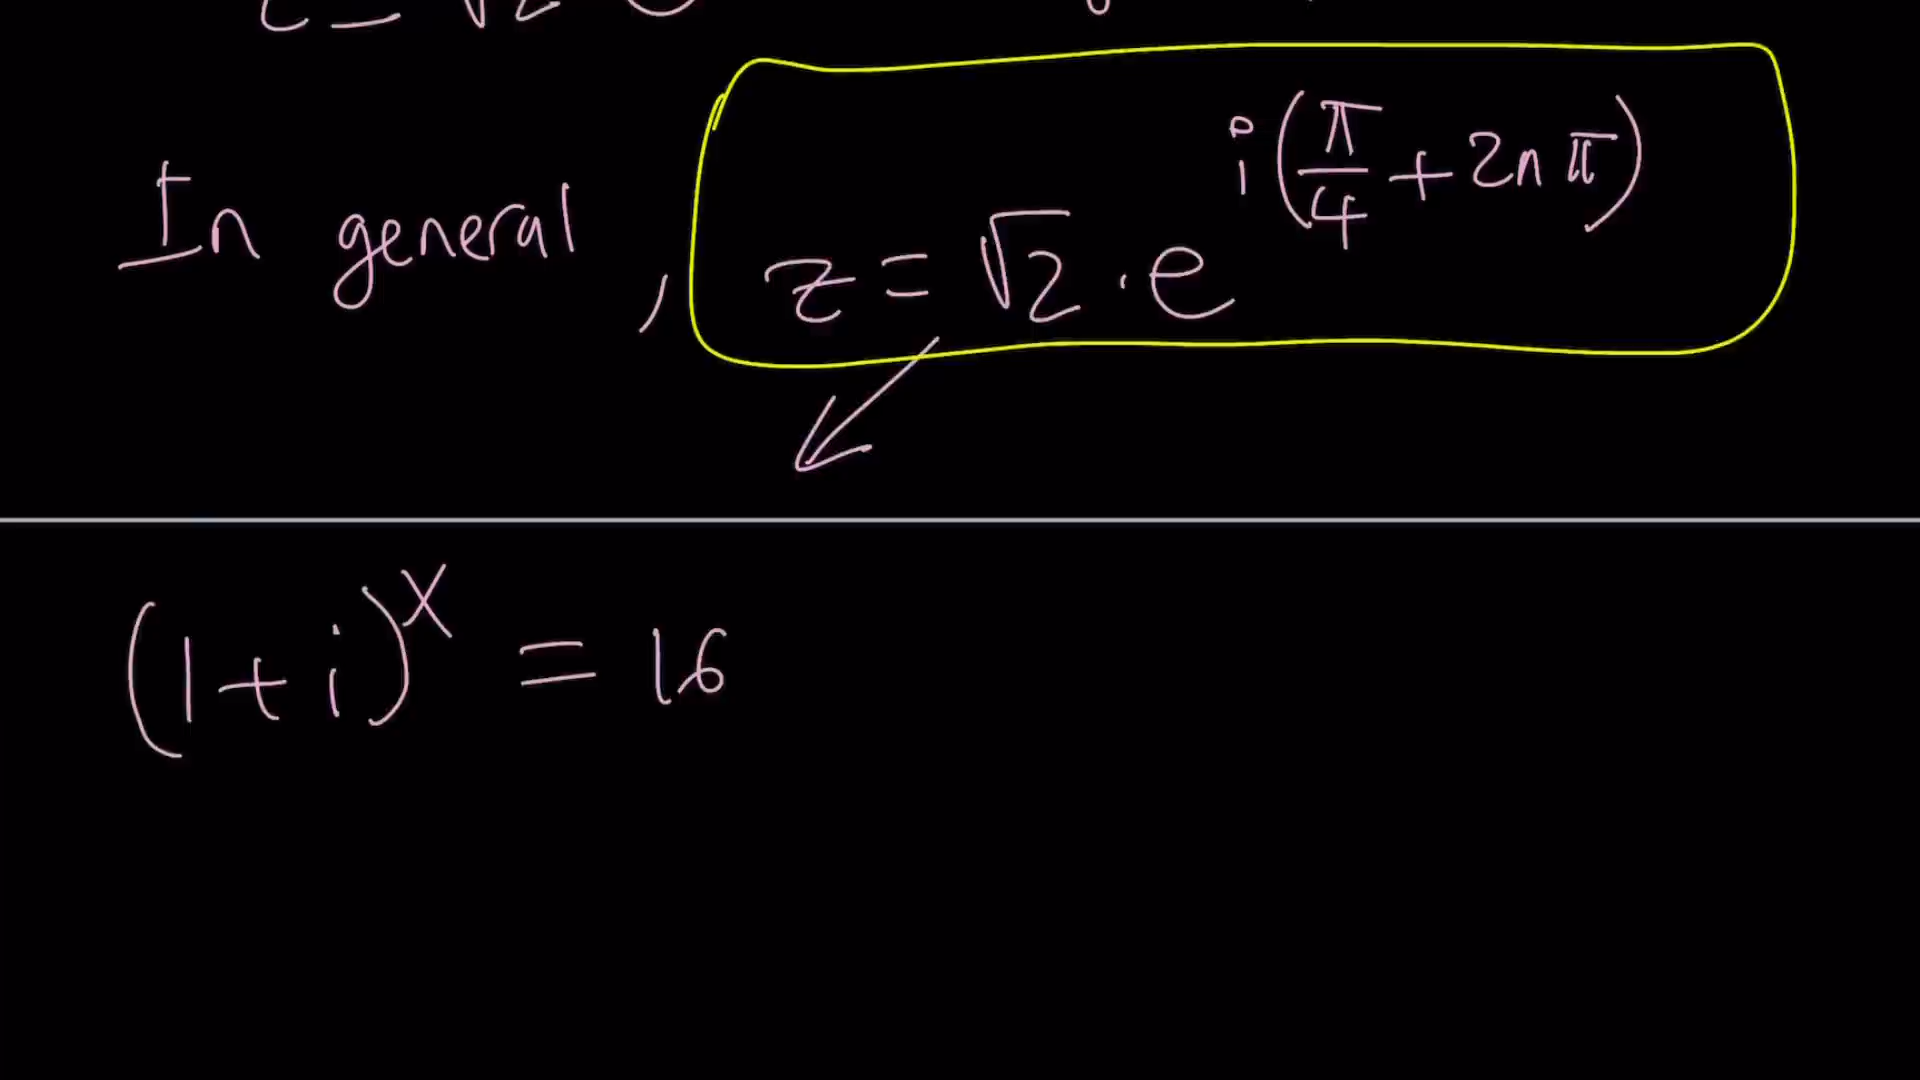 In general, z = √2 · e^{i(π/4 + 2nπ)}
(1+i)^x = 16